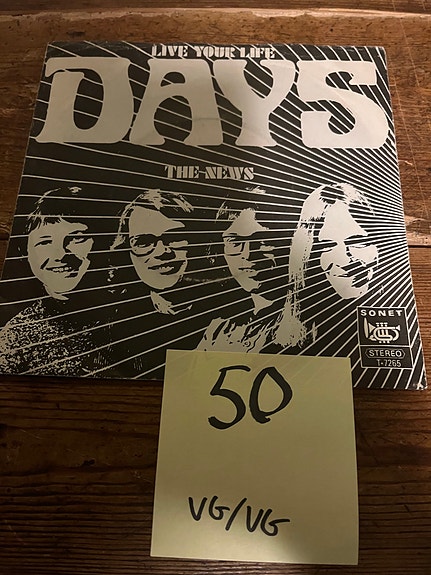 LIVE YOUR LIFE
DAYS
THE NEWS
SONET
STEREO
T-7265
50
VG/VG